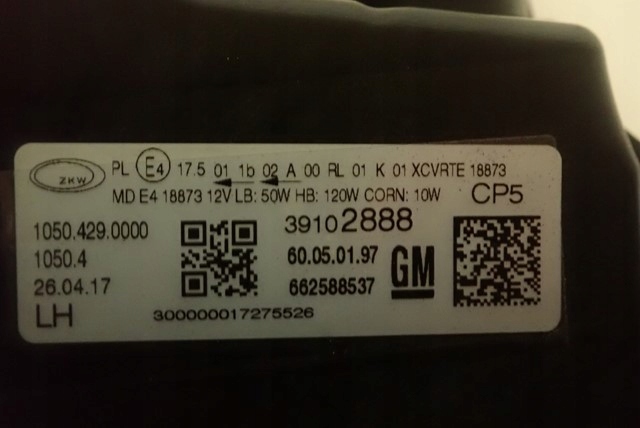 ZKW PL E4 17.5 01 1b 02 A 00 RL 01 K 01 XCVRTE 18873
MD E4 18873 12V LB: 50W HB: 120W CORN: 10W CP5
1050.429.0000 39102888
1050.4 60.05.01.97 GM
26.04.17 662588537
LH 300000017275526